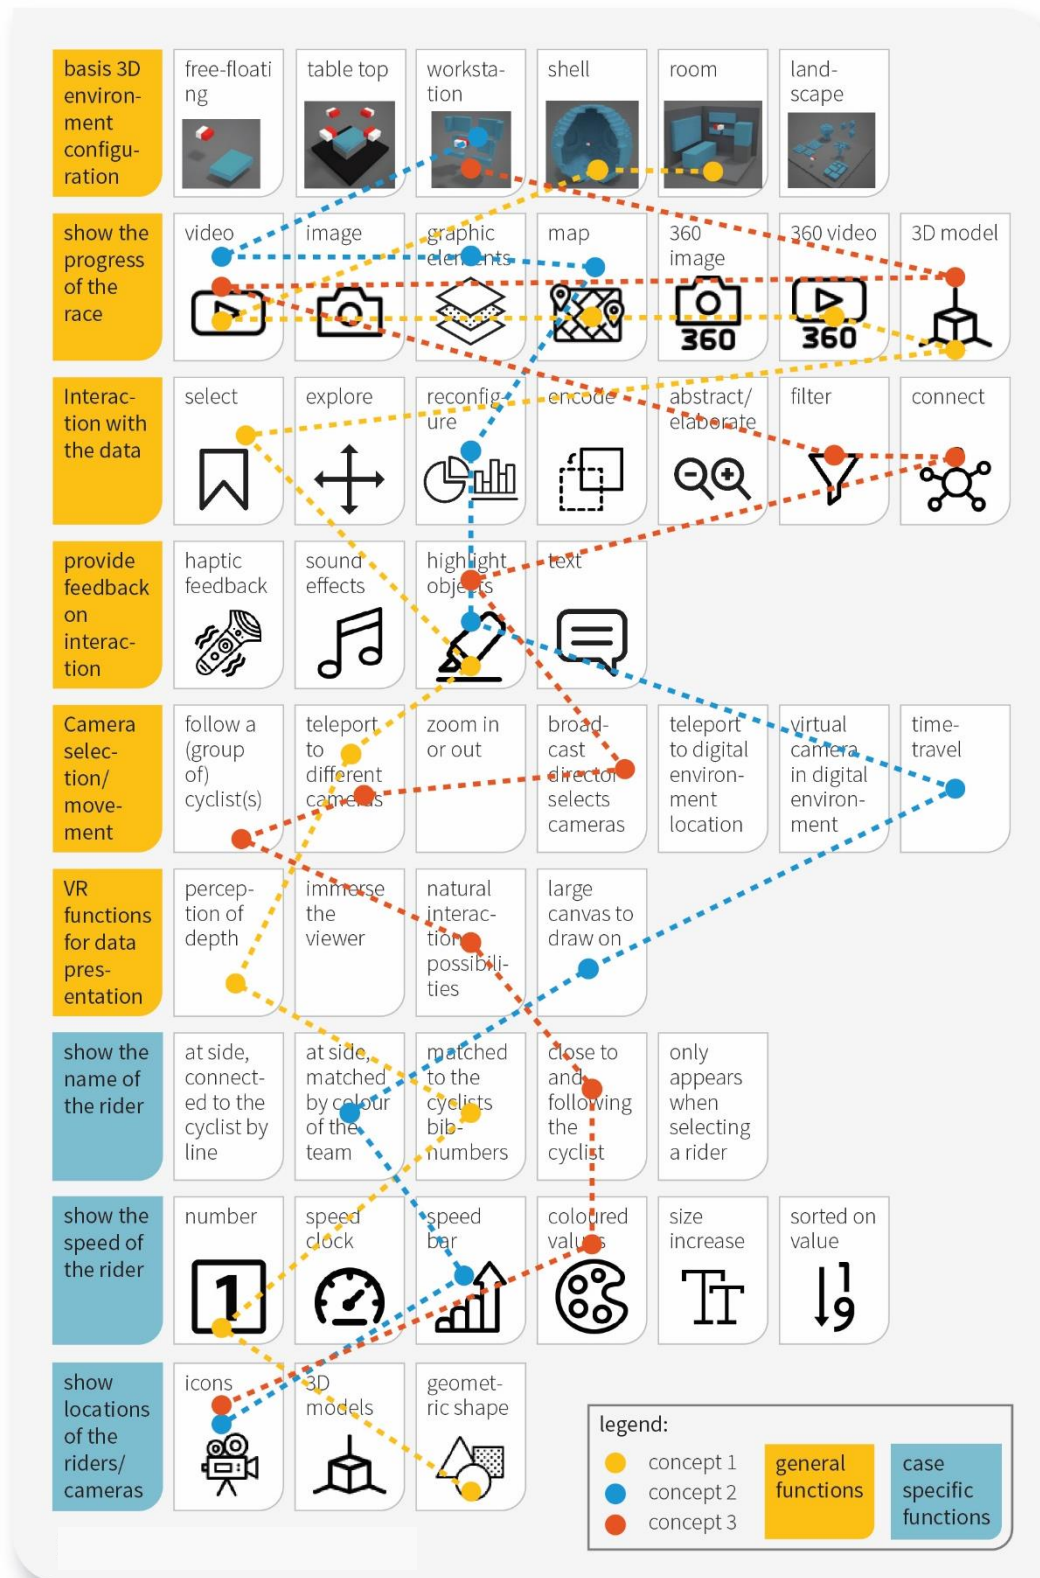 basis 3D
environ-
ment
configu-
ration
free-floati
ng
table top
worksta-
tion
shell
room
land-
scape
show the
progress
of the
race
video
image
graphic
elements
map
360
image
360
360 video
360
3D model
Interac-
tion with
the data
select
explore
reconfig-
ure
encode
abstract/
elaborate
filter
connect
provide
feedback
on
interac-
tion
haptic
feedback
sound
effects
highlight
objects
text
Camera
selec-
tion/
move-
ment
follow a
(group
of)
cyclist(s)
teleport
to
different
cameras
zoom in
or out
broad-
cast
director
selects
cameras
teleport
to digital
environ-
ment
location
virtual
camera
in digital
environ-
ment
time-
travel
VR
functions
for data
pres-
entation
percep-
tion of
depth
immerse
the
viewer
natural
interac-
tion
possibili-
ties
large
canvas to
draw on
show the
name of
the rider
at side,
connect-
ed to the
cyclist by
line
at side,
matched
by colour
of the
team
matched
to the
cyclists
bib-
numbers
close to
and
following
the
cyclist
only
appears
when
selecting
a rider
show the
speed of
the rider
number
1
speed
clock
speed
bar
coloured
values
size
increase
TT
sorted on
value
1
9
show
locations
of the
riders/
cameras
icons
3D
models
geomet-
ric shape
legend:
concept 1
concept 2
concept 3
general
functions
case
specific
functions